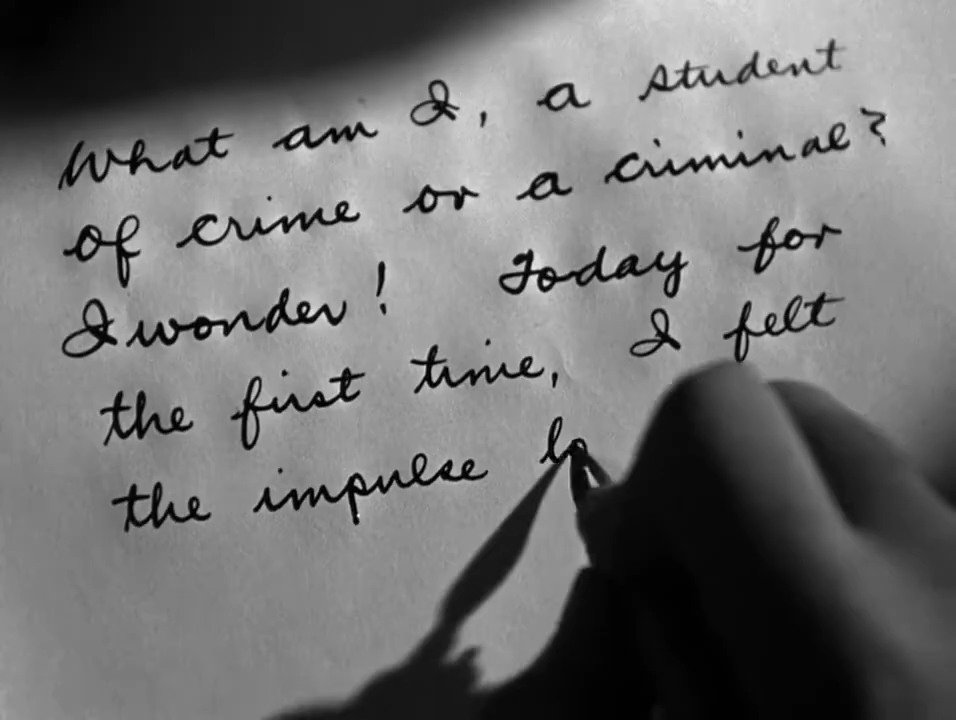 What am I, a student
of crime or a criminal?
I wonder! Today for
the first time, I felt
the impulse